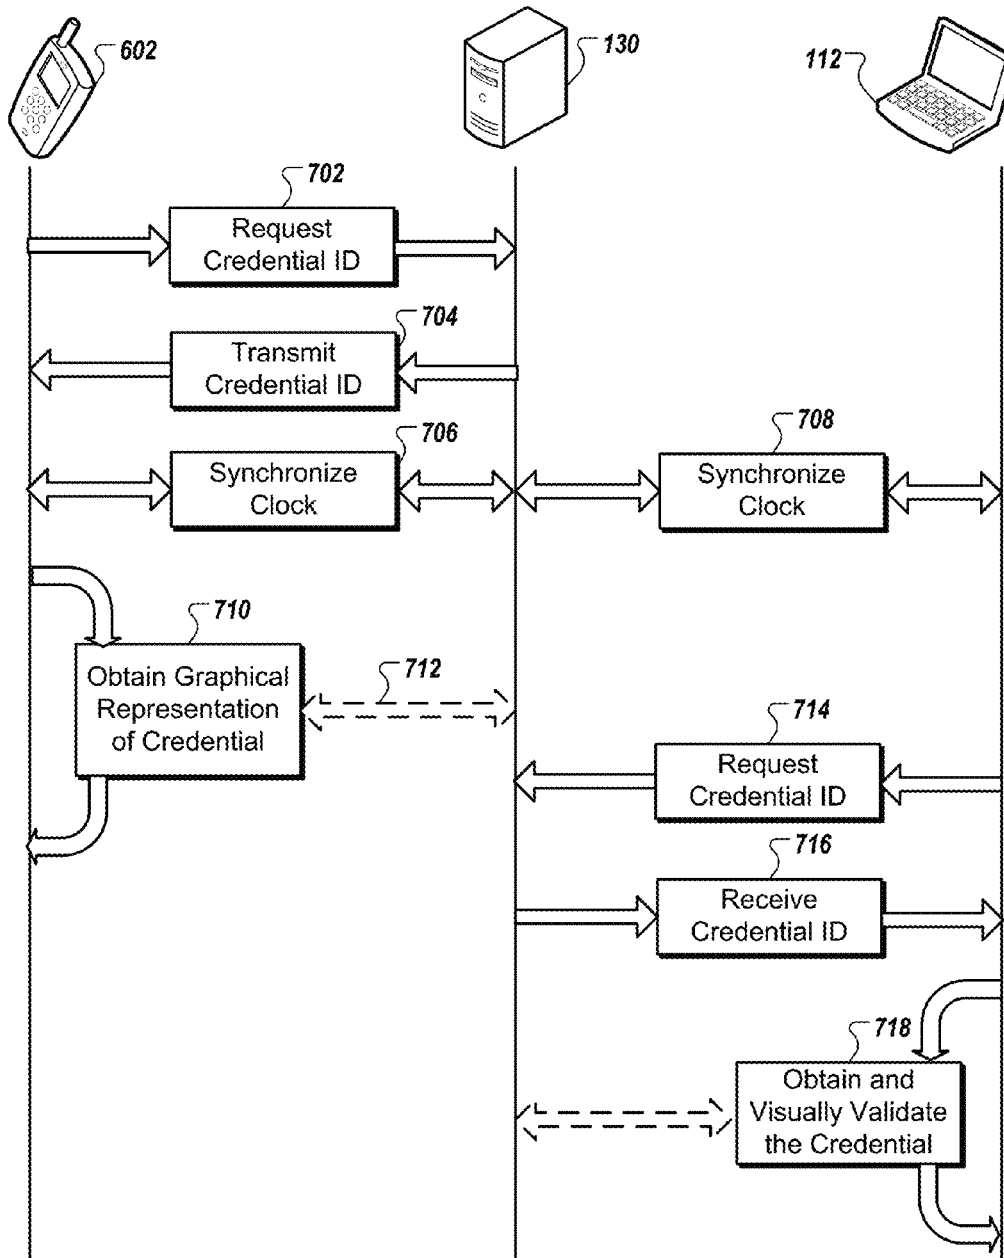 602
130
112
702
Request
Credential ID
704
Transmit
Credential ID
706
Synchronize
Clock
708
Synchronize
Clock
710
Obtain Graphical
Representation
of Credential
712
714
Request
Credential ID
716
Receive
Credential ID
718
Obtain and
Visually Validate
the Credential